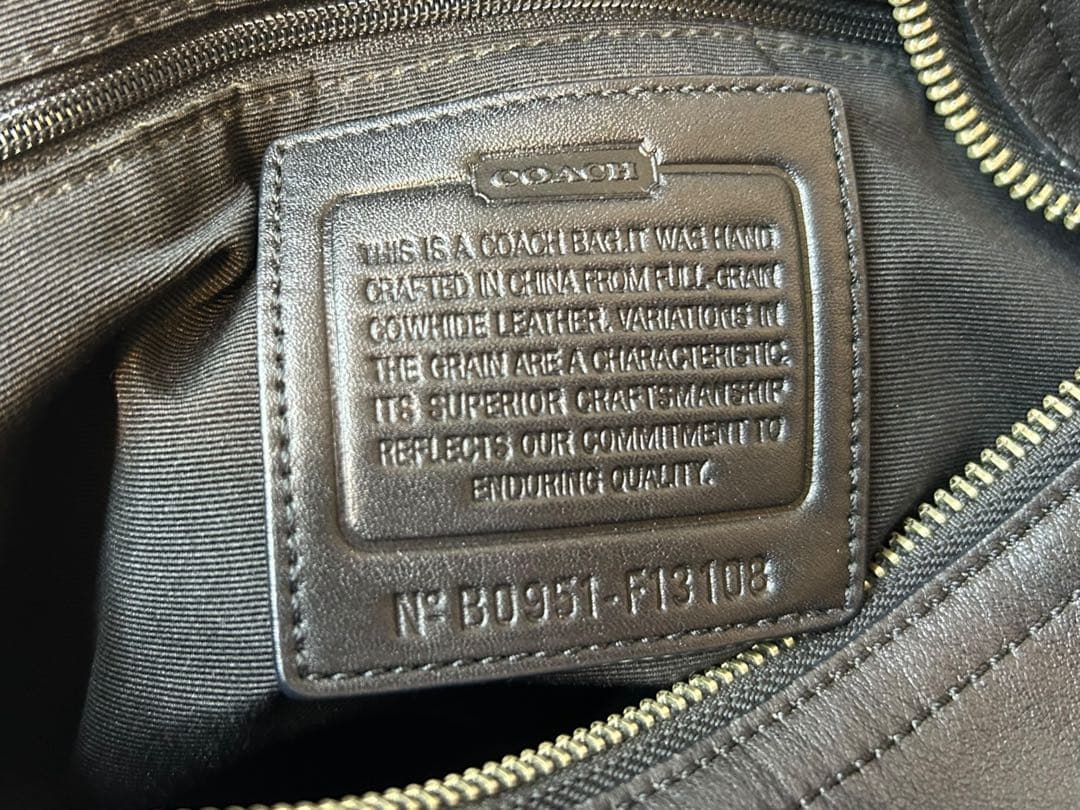 COACH
THIS IS A COACH BAG.IT WAS HAND
CRAFTED IN CHINA FROM FULL-GRAIN
COWHIDE LEATHER. VARIATIONS IN
THE GRAIN ARE A CHARACTERISTIC.
ITS SUPERIOR CRAFTSMANSHIP
REFLECTS OUR COMMITMENT TO
ENDURING QUALITY.
Nº B0951-F13108